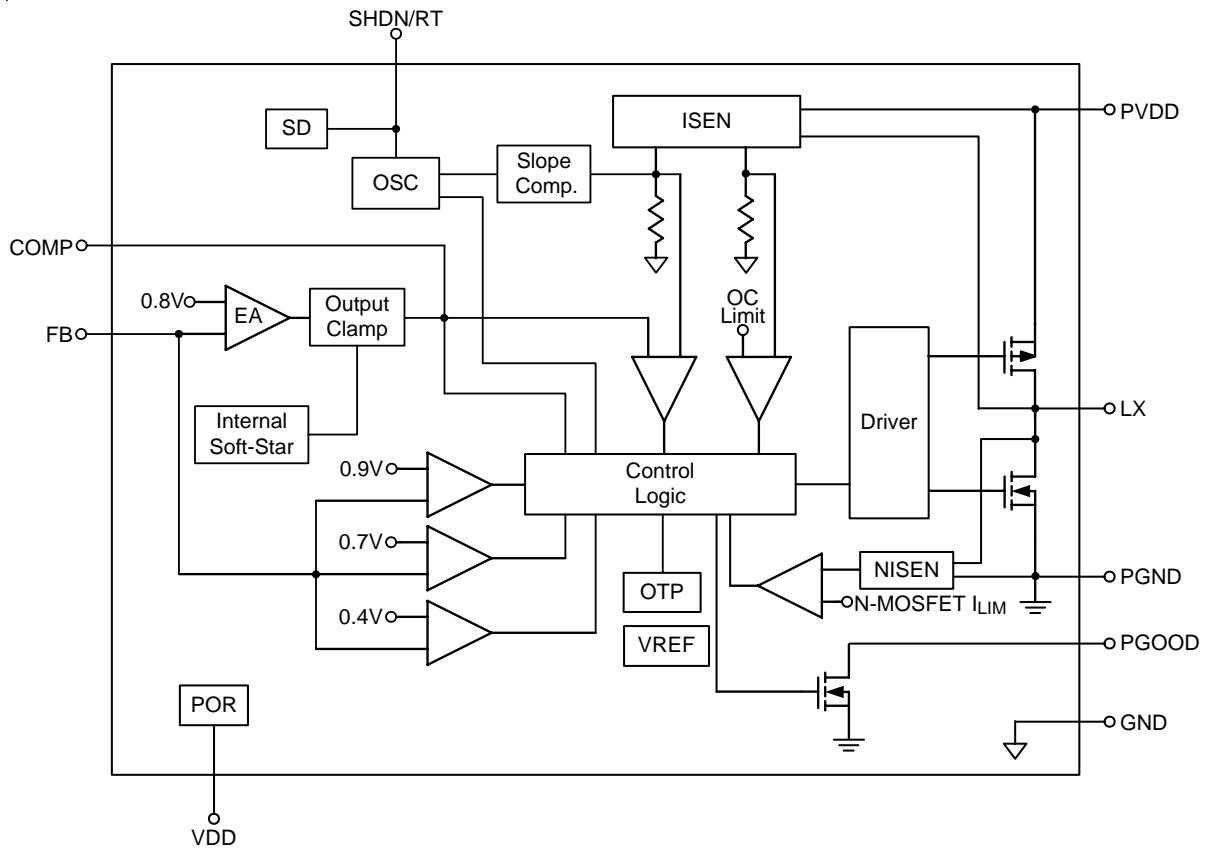 SHDN/RT
SD
ISEN
PVDD
OSC
Slope
Comp.
COMP
0.8V
EA
Output
Clamp
OC
Limit
FB
Internal
Soft-Star
Driver
LX
0.9V
Control
Logic
0.7V
OTP
NISEN
PGND
N-MOSFET ILIM
0.4V
VREF
PGOOD
POR
GND
VDD